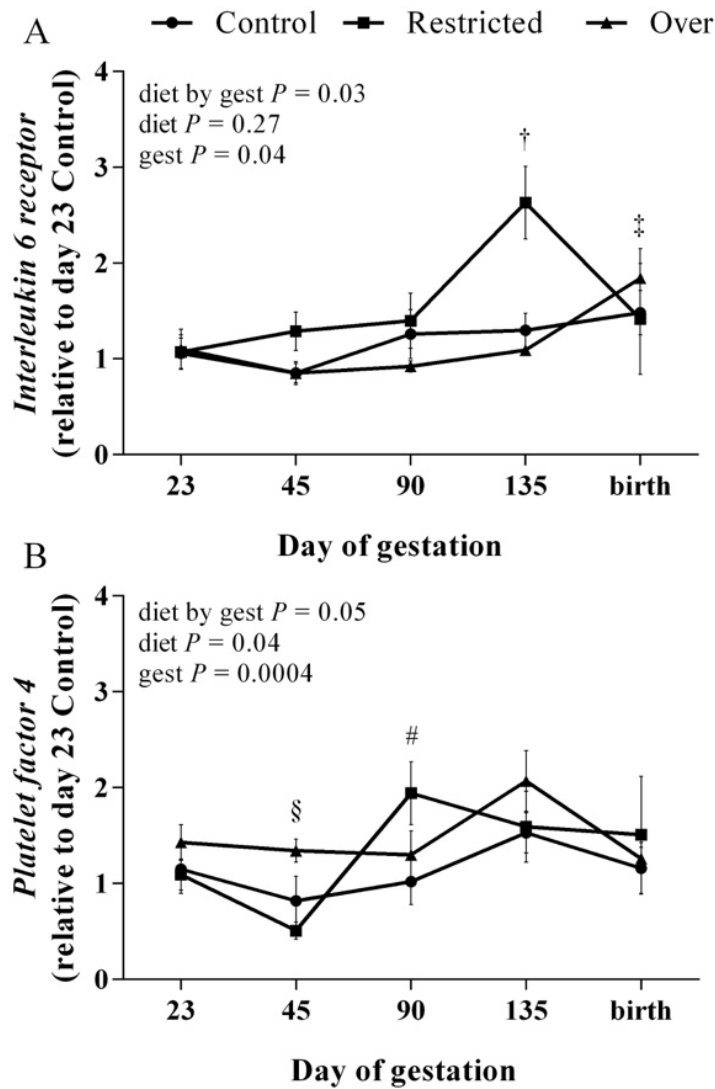 A
Control Restricted Over
Interleukin 6 receptor
(relative to day 23 Control)
4
3
2
1
0
diet by gest P = 0.03
diet P = 0.27
gest P = 0.04
†
‡
23 45 90 135 birth
Day of gestation
B
Platelet factor 4
(relative to day 23 Control)
4
3
2
1
0
diet by gest P = 0.05
diet P = 0.04
gest P = 0.0004
§
#
23 45 90 135 birth
Day of gestation